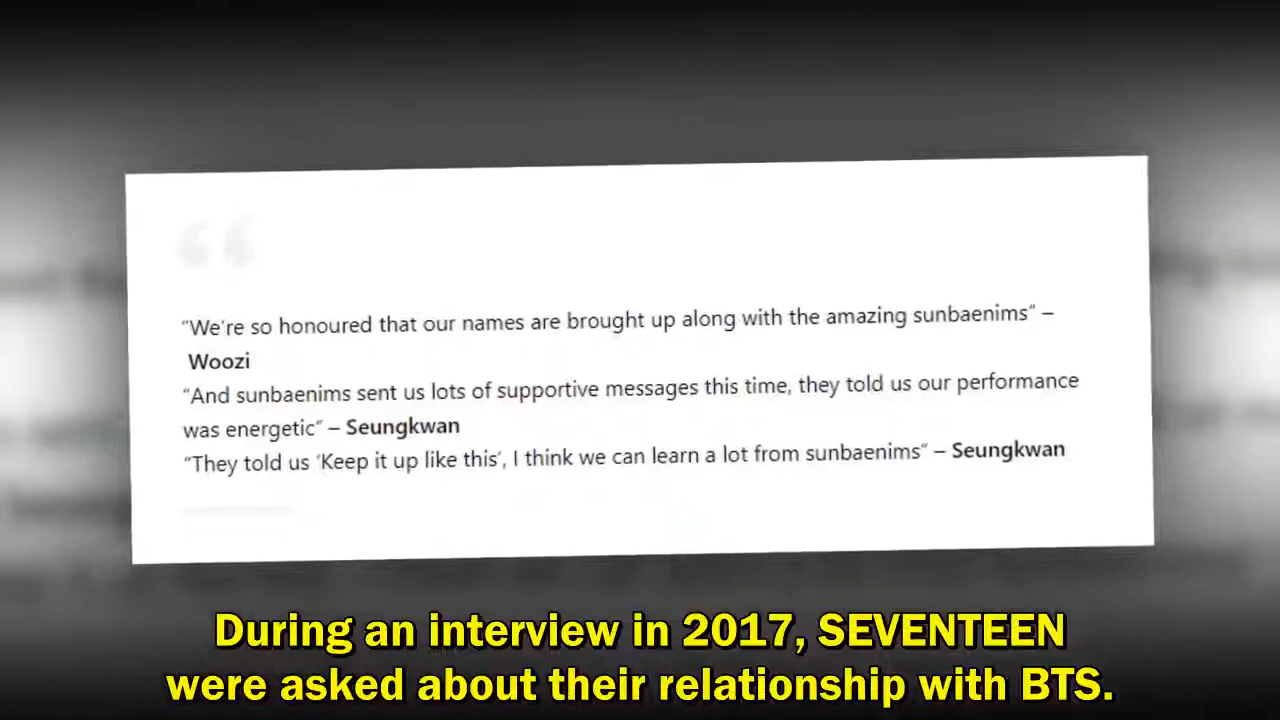 “We're so honoured that our names are brought up along with the amazing sunbaenims” –
Woozi
“And sunbaenims sent us lots of supportive messages this time, they told us our performance
was energetic” – Seungkwan
“They told us ‘Keep it up like this’, I think we can learn a lot from sunbaenims” – Seungkwan
During an interview in 2017, SEVENTEEN
were asked about their relationship with BTS.